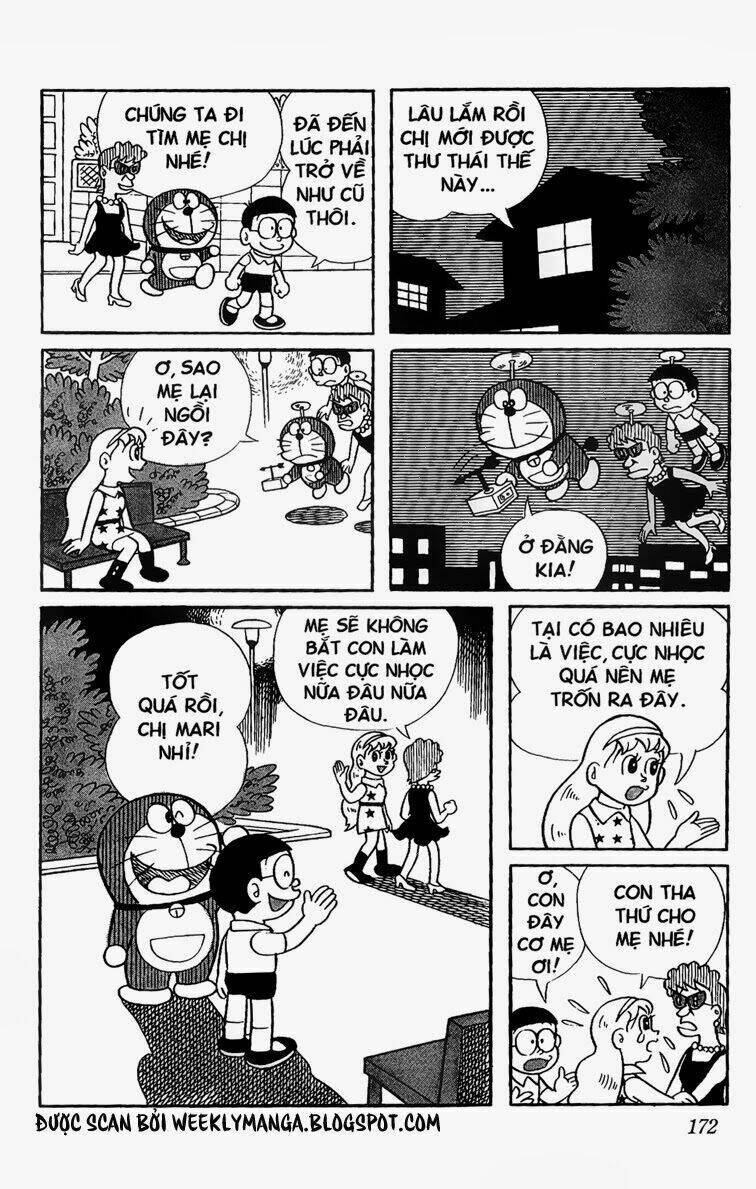 LÂU LẮM RỒI
CHỊ MỚI ĐƯỢC
THƯ THÁI THẾ
NÀY...
ĐÃ ĐẾN
LÚC PHẢI
TRỞ VỀ
NHƯ CŨ
THÔI.
CHÚNG TA ĐI
TÌM MẸ CHỊ
NHÉ!
Ở ĐẰNG
KIA!
Ơ, SAO
MẸ LẠI
NGỒI
ĐÂY?
TẠI CÓ BAO NHIÊU
LÀ VIỆC, CỰC NHỌC
QUÁ NÊN MẸ
TRỐN RA ĐÂY.
CON THA
THỨ CHO
MẸ NHÉ!
Ơ,
CON
ĐÂY
CƠ MẸ
ƠI!
MẸ SẼ KHÔNG
BẮT CON LÀM
VIỆC CỰC NHỌC
NỮA ĐÂU NỮA
ĐÂU.
TỐT
QUÁ RỒI,
CHỊ MARI
NHỈ!
ĐƯỢC SCAN BỞI WEEKLYMANGA.BLOGSPOT.COM
172